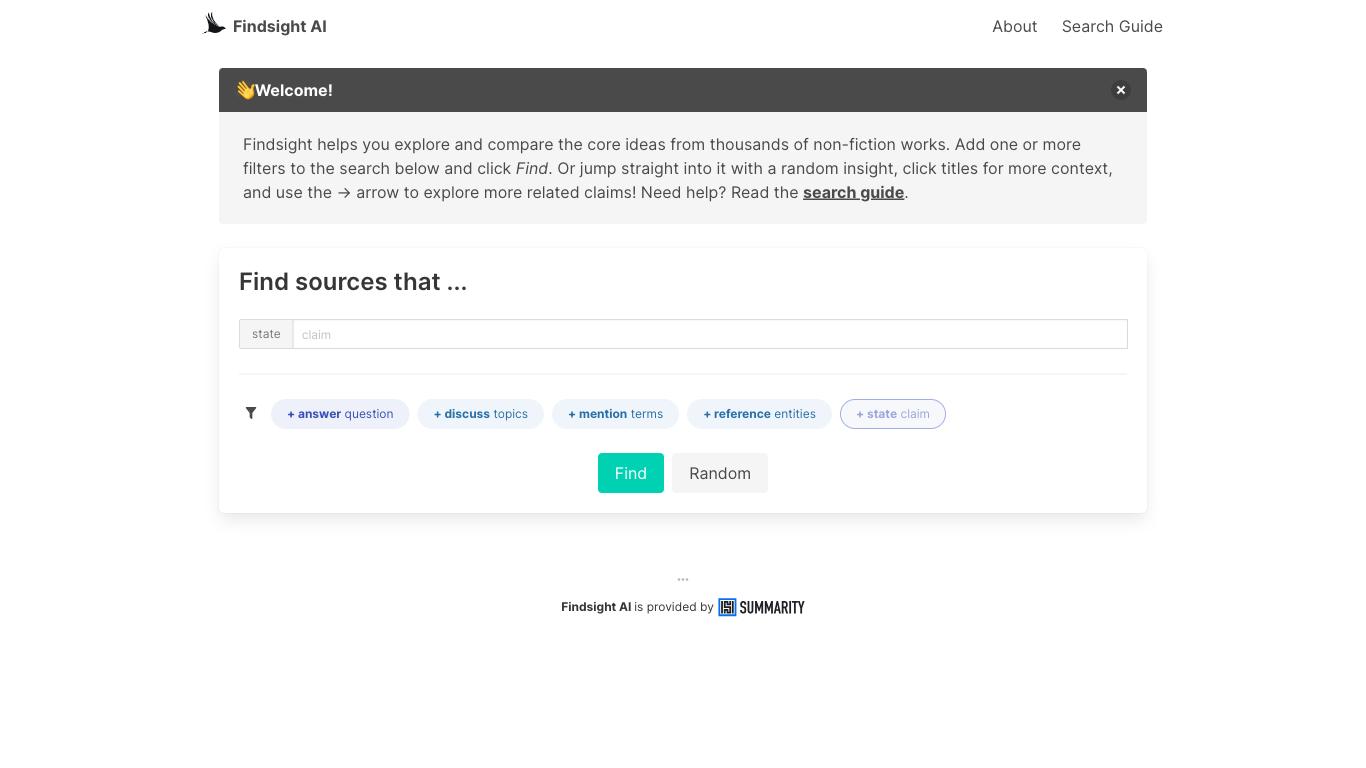 Findsight AI
About
Search Guide
👋Welcome!
Findsight helps you explore and compare the core ideas from thousands of non-fiction works. Add one or more
filters to the search below and click Find. Or jump straight into it with a random insight, click titles for more context,
and use the → arrow to explore more related claims! Need help? Read the search guide.
Find sources that ...
state claim
+ answer question
+ discuss topics
+ mention terms
+ reference entities
+ state claim
Find
Random
...
Findsight AI is provided by SUMMARITY